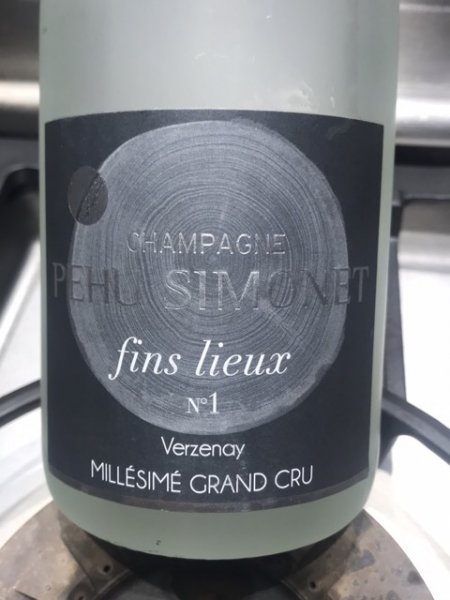 CHAMPAGNE
PEHU SIMONET
fins lieux
N°1
Verzenay
MILLÉSIMÉ GRAND CRU